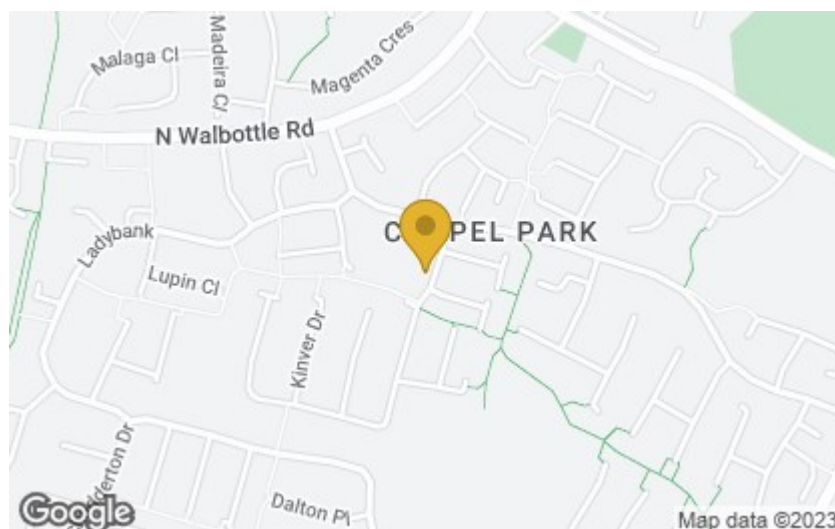 Malaga Cl
Madeira Cl
Magenta Cres
N Walbottle Rd
PEL PARK
Ladybank
Lupin Cl
Kinver Dr
Dalton Pl
Google
Map data ©2023